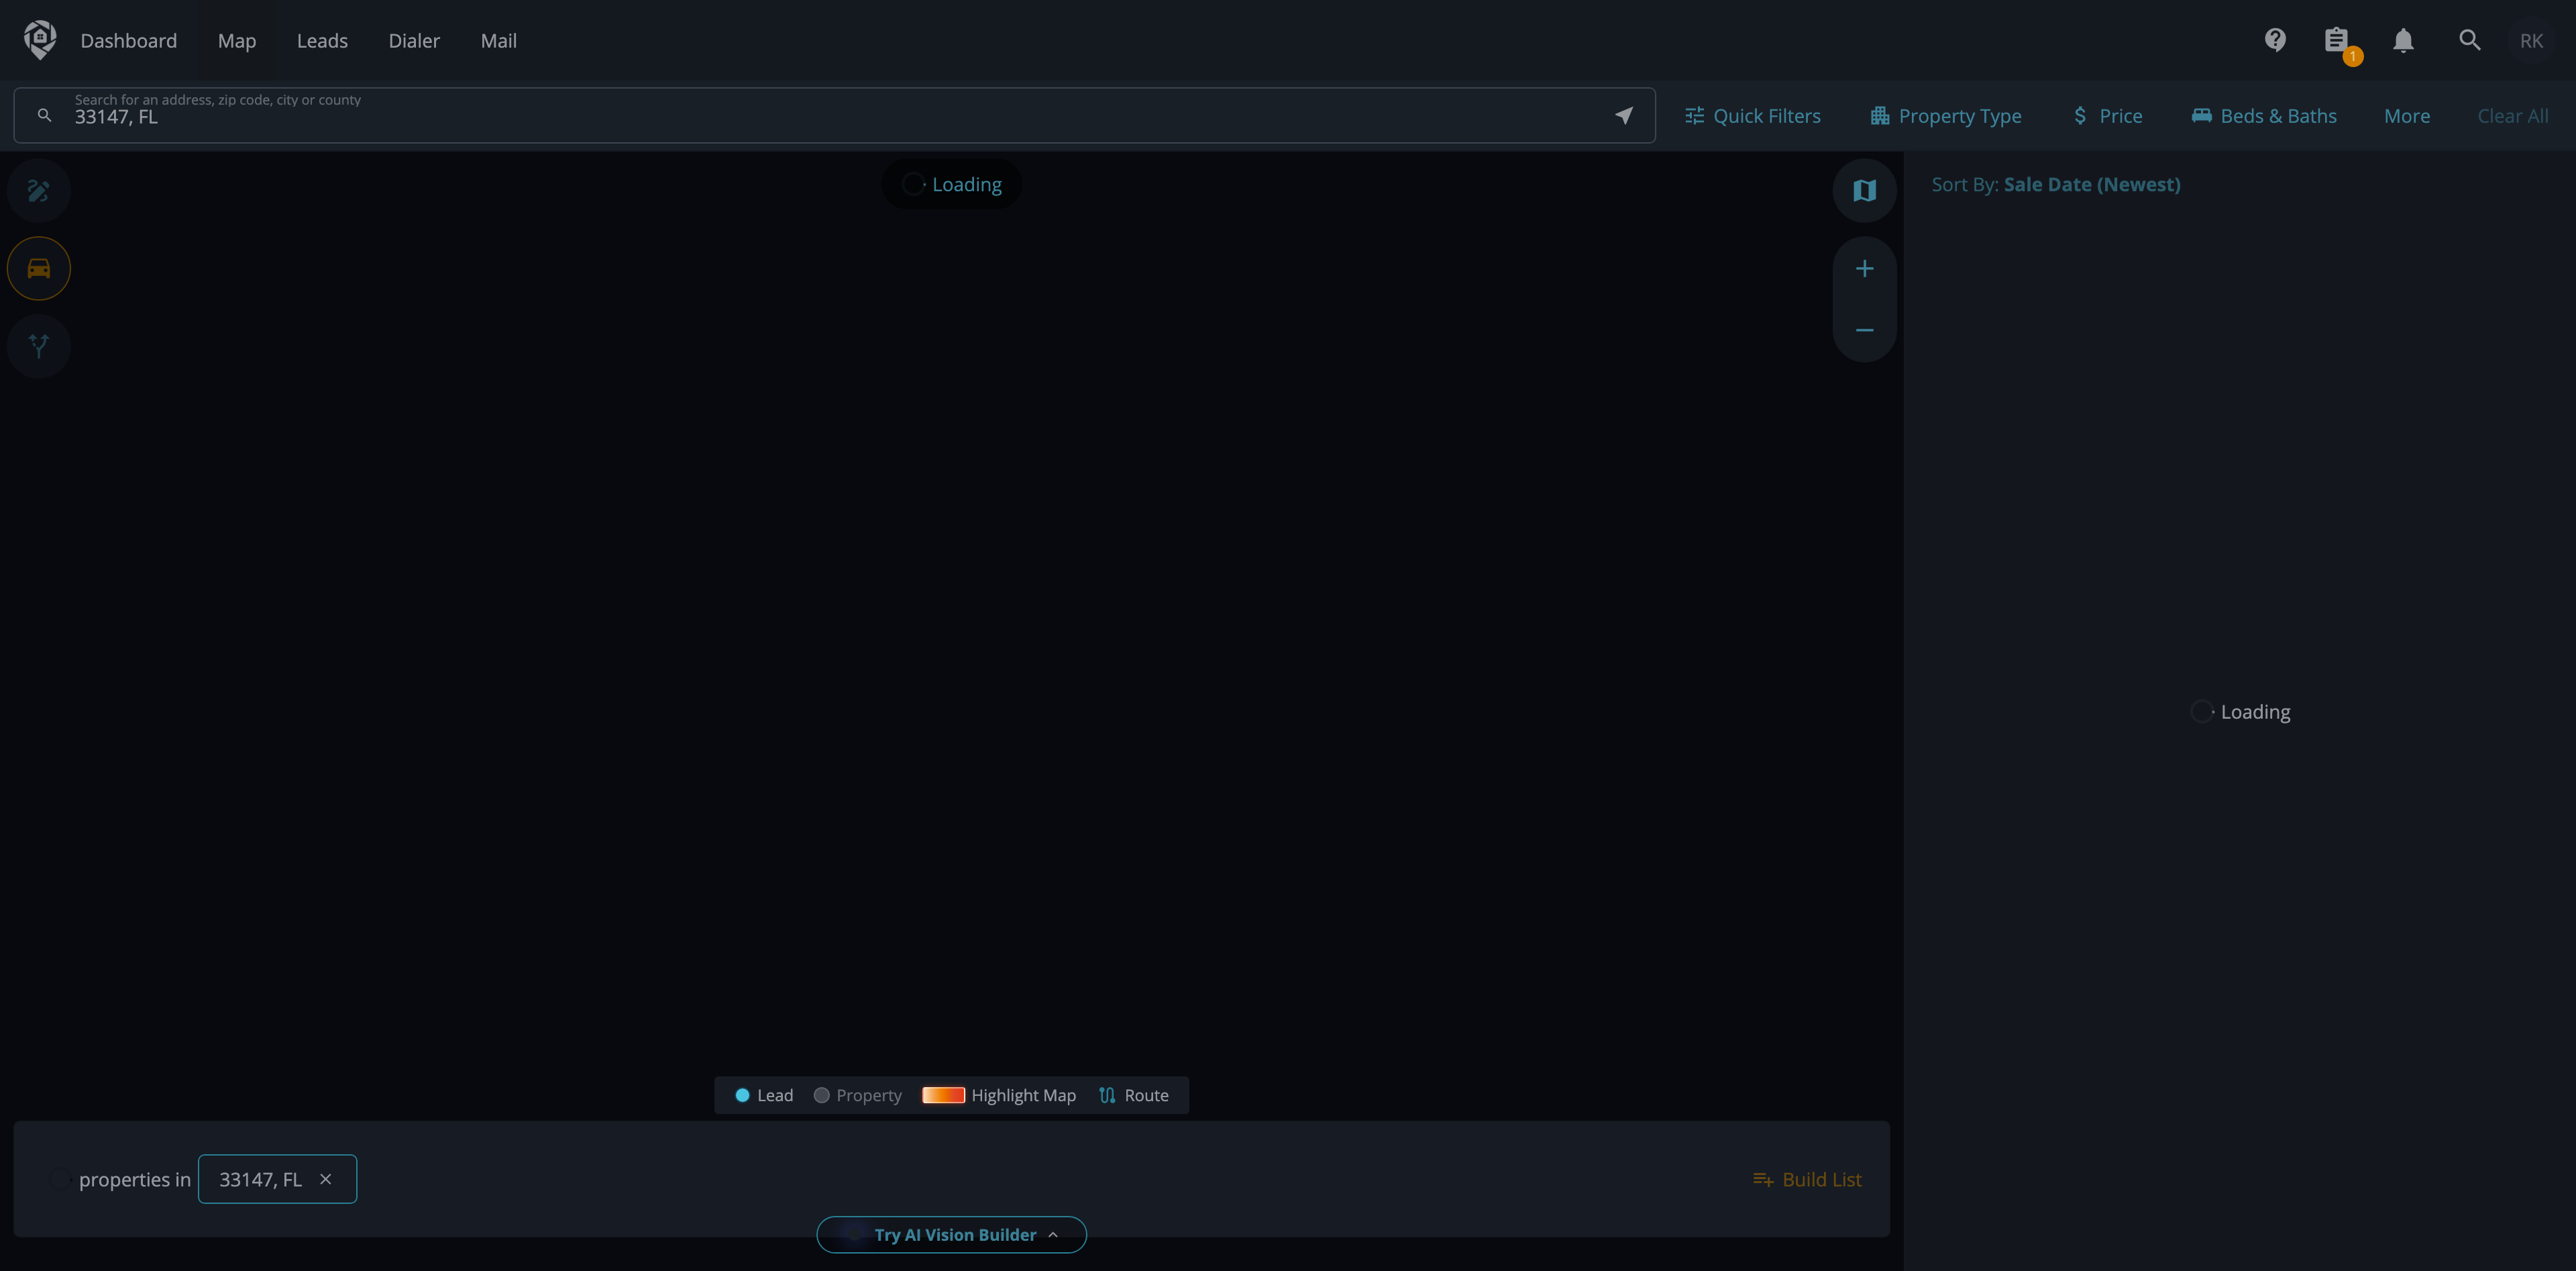 Dashboard
Map
Leads
Dialer
Mail
1
RK
Search for an address, zip code, city or county
33147, FL
Quick Filters
Property Type
Price
Beds & Baths
More
Clear All
Loading
Sort By: Sale Date (Newest)
Loading
Lead
Property
Highlight Map
Route
properties in
33147, FL
Build List
Try AI Vision Builder